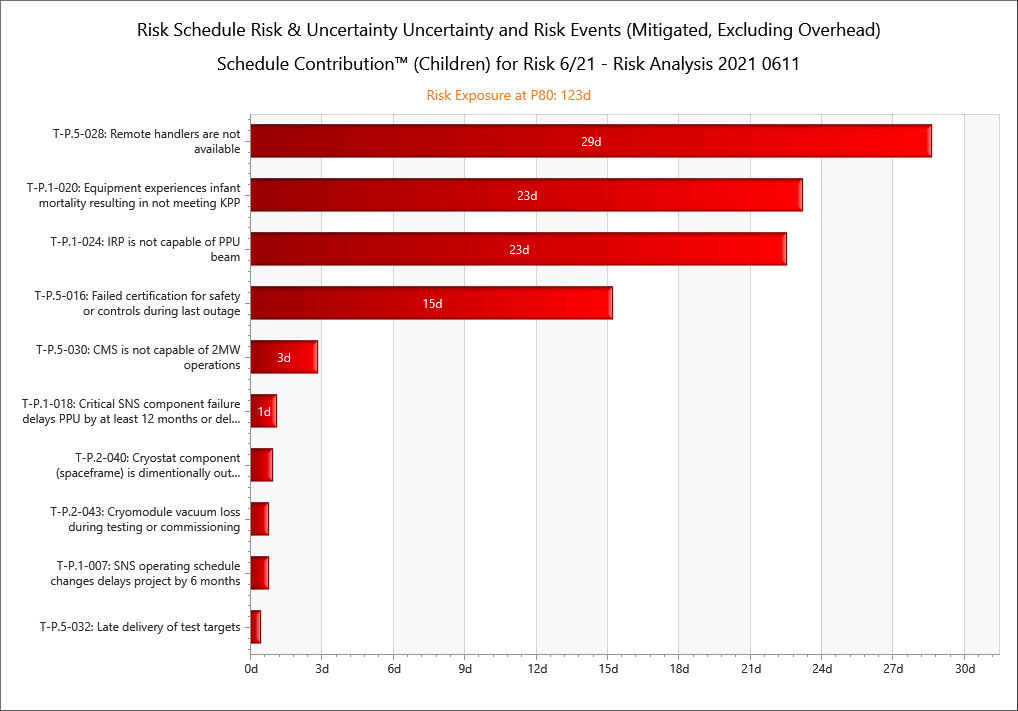 Risk Schedule Risk & Uncertainty Uncertainty and Risk Events (Mitigated, Excluding Overhead)
Schedule Contribution™ (Children) for Risk 6/21 - Risk Analysis 2021 0611
Risk Exposure at P80: 123d
T-P.5-028: Remote handlers are not
available
29d
T-P.1-020: Equipment experiences infant
mortality resulting in not meeting KPP
23d
T-P.1-024: IRP is not capable of PPU
beam
23d
T-P.5-016: Failed certification for safety
or controls during last outage
15d
T-P.5-030: CMS is not capable of 2MW
operations
3d
T-P.1-018: Critical SNS component failure
delays PPU by at least 12 months or del...
1d
T-P.2-040: Cryostat component
(spaceframe) is dimentionally out...
T-P.2-043: Cryomodule vacuum loss
during testing or commissioning
T-P.1-007: SNS operating schedule
changes delays project by 6 months
T-P.5-032: Late delivery of test targets
0d 3d 6d 9d 12d 15d 18d 21d 24d 27d 30d